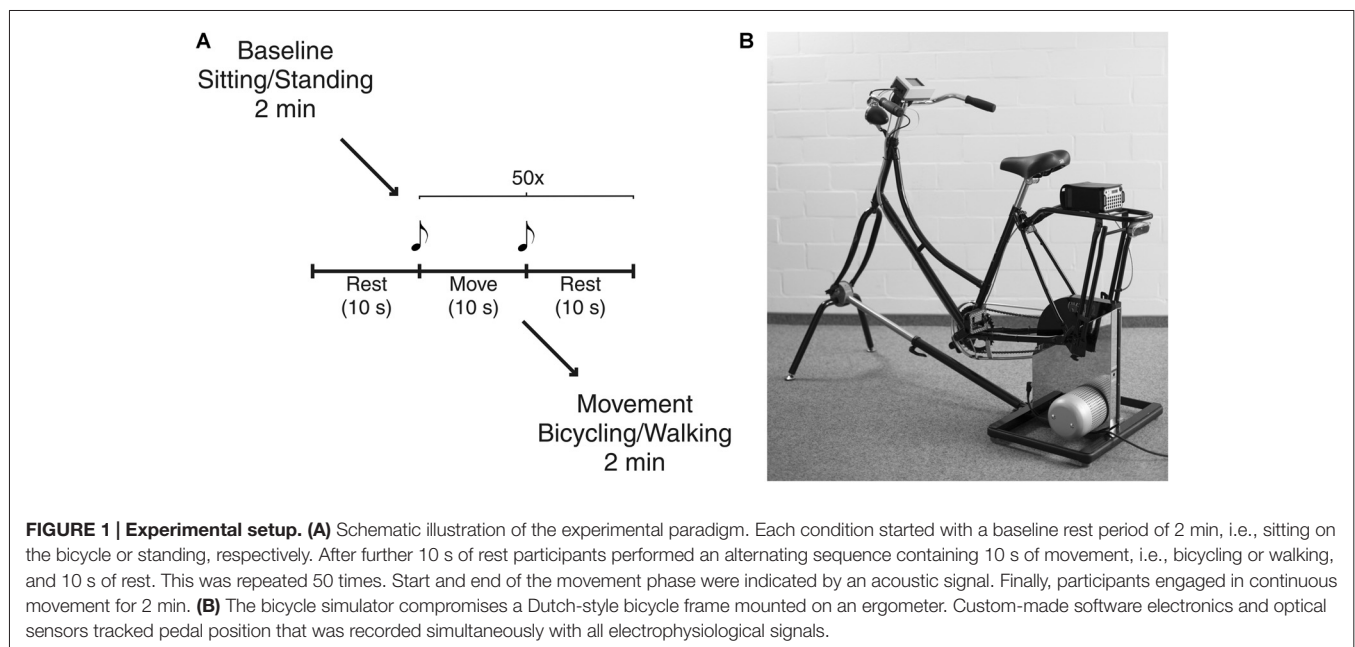 A
Baseline
Sitting/Standing
2 min
50x
Rest
(10 s)
Move
(10 s)
Rest
(10 s)
Movement
Bicycling/Walking
2 min
B
FIGURE 1 | Experimental setup. (A) Schematic illustration of the experimental paradigm. Each condition started with a baseline rest period of 2 min, i.e., sitting on
the bicycle or standing, respectively. After further 10 s of rest participants performed an alternating sequence containing 10 s of movement, i.e., bicycling or walking,
and 10 s of rest. This was repeated 50 times. Start and end of the movement phase were indicated by an acoustic signal. Finally, participants engaged in continuous
movement for 2 min. (B) The bicycle simulator compromises a Dutch-style bicycle frame mounted on an ergometer. Custom-made software electronics and optical
sensors tracked pedal position that was recorded simultaneously with all electrophysiological signals.